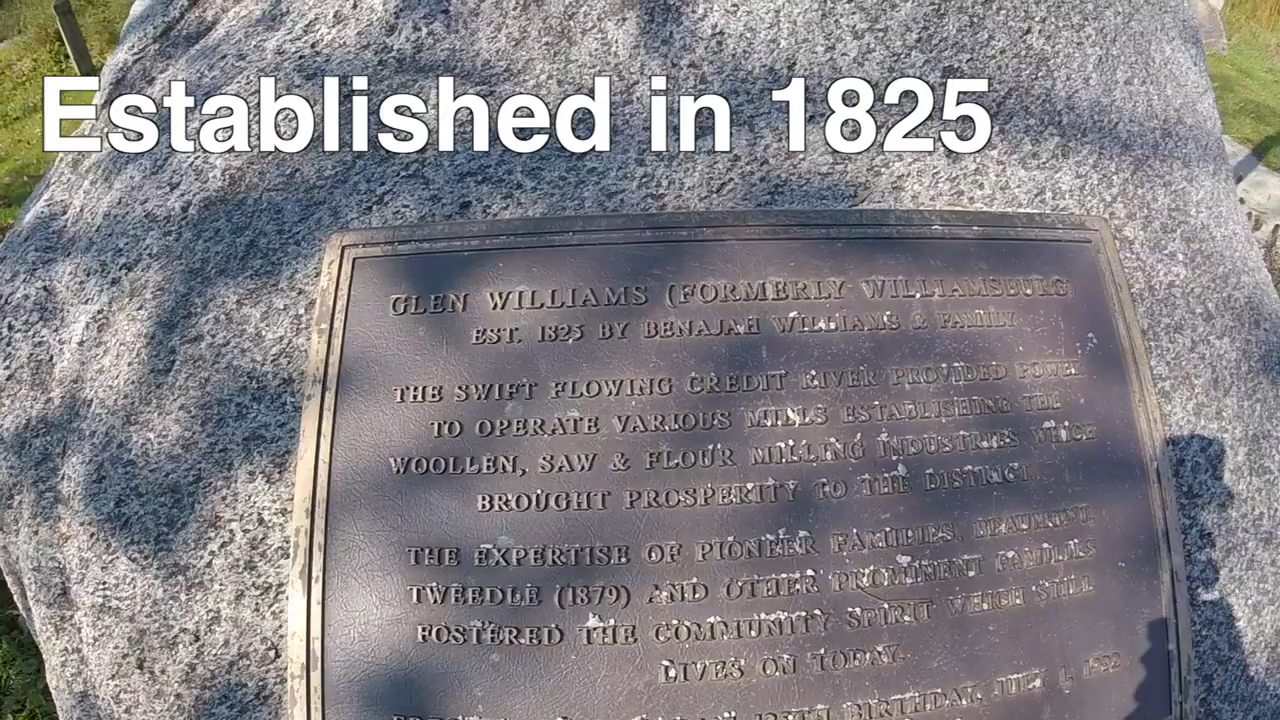 Established in 1825
GLEN WILLIAMS (FORMERLY WILLIAMSBURG)
EST. 1825 BY BENAJAH WILLIAMS & FAMILY
THE SWIFT FLOWING CREDIT RIVER PROVIDED POWER
TO OPERATE VARIOUS MILLS ESTABLISHING THE
WOOLLEN, SAW & FLOUR MILLING INDUSTRIES WHICH
BROUGHT PROSPERITY TO THE DISTRICT.
THE EXPERTISE OF PIONEER FAMILIES, BEAUMONT,
TWEEDLE (1879) AND OTHER PROMINENT FAMILIES
FOSTERED THE COMMUNITY SPIRIT WHICH STILL
LIVES ON TODAY.
125TH BIRTHDAY, JULY 1, 1992